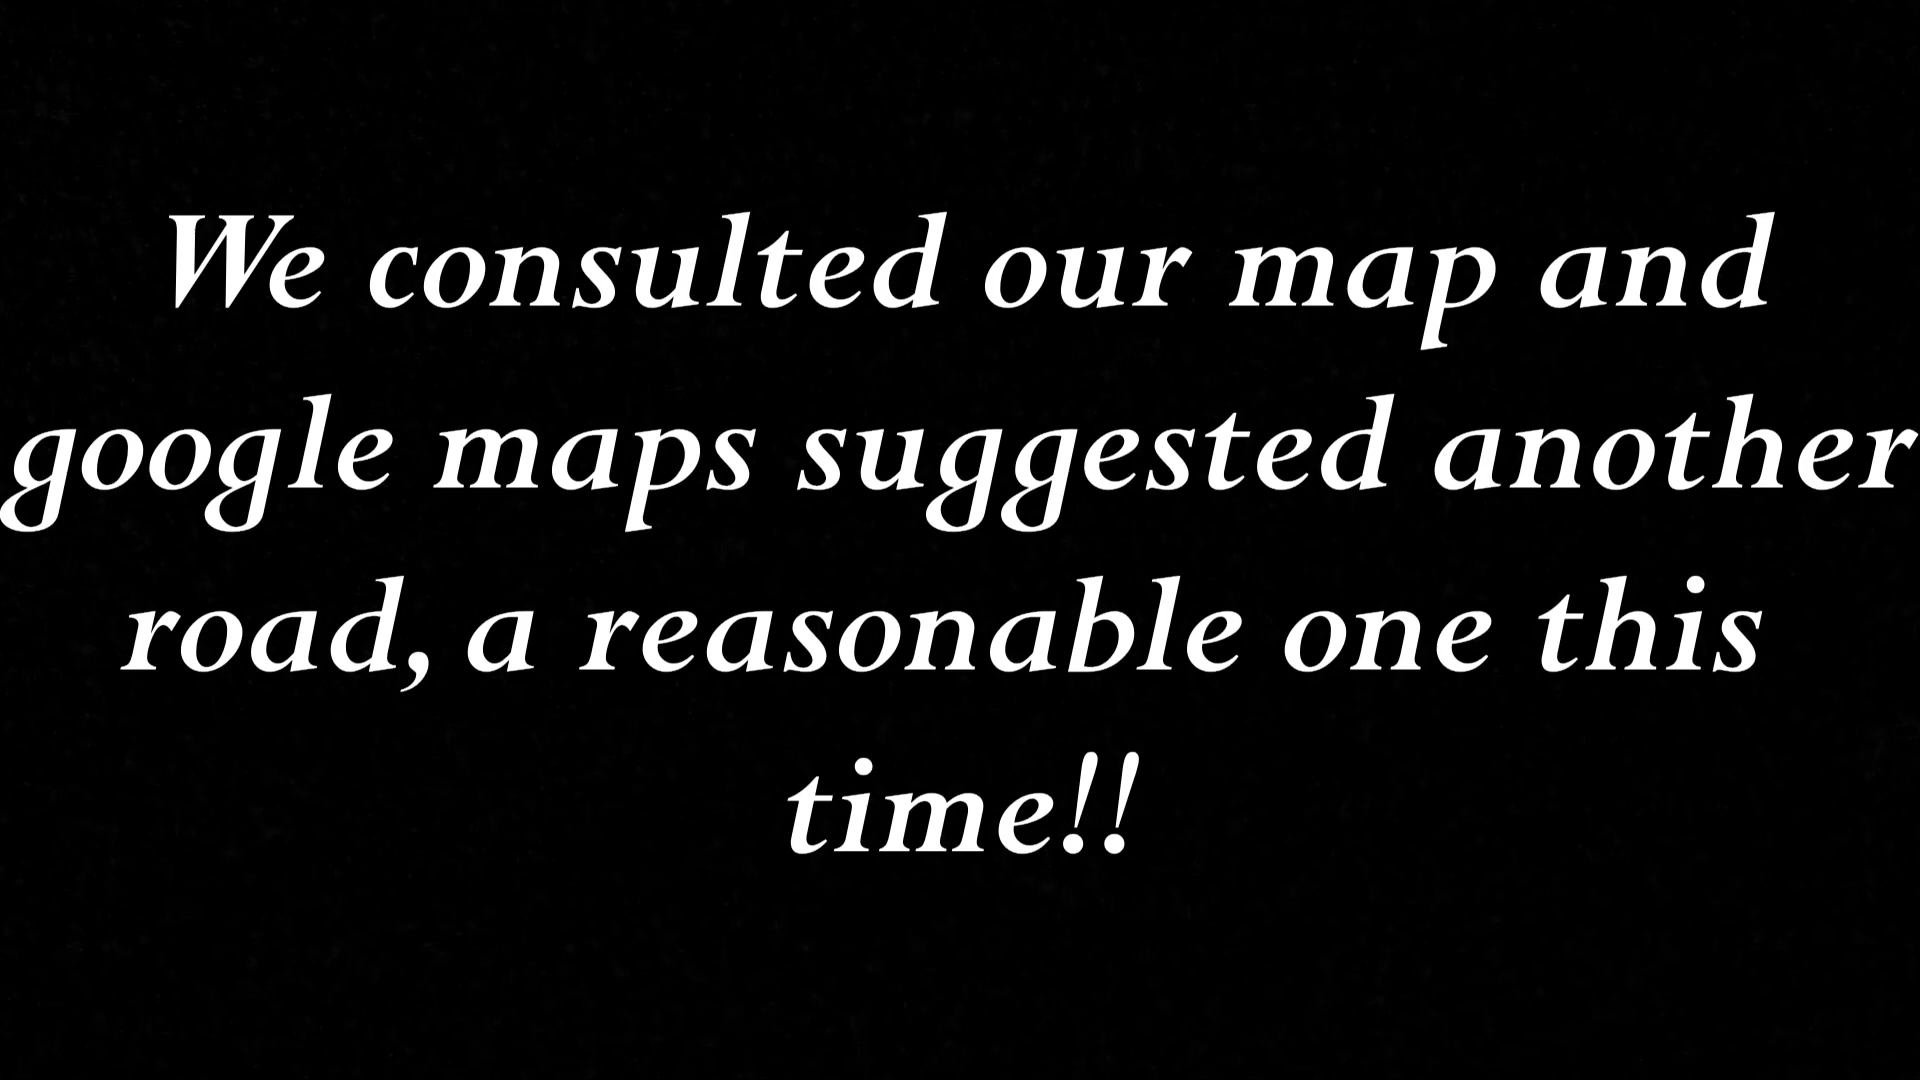 We consulted our map and
google maps suggested another
road, a reasonable one this
time!!